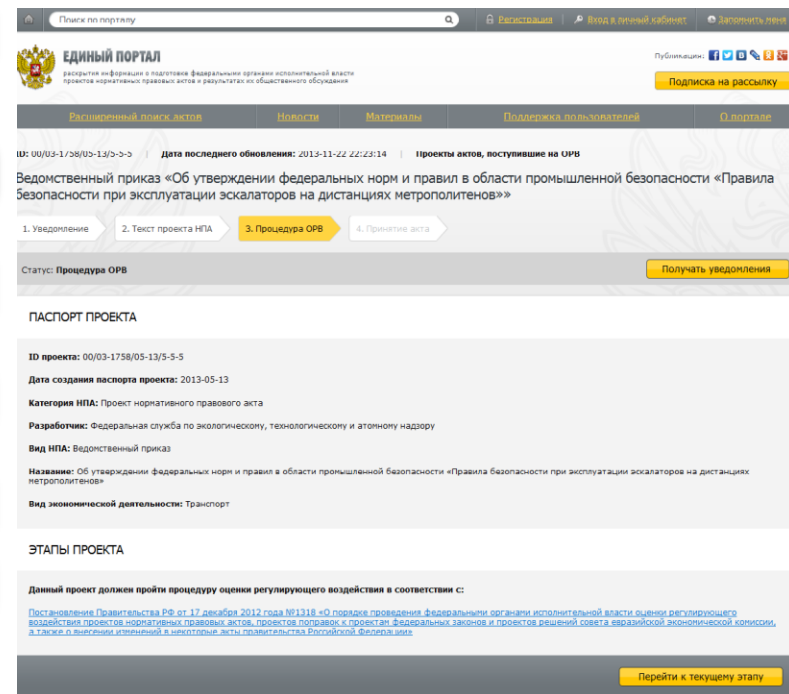 Поиск по порталу
Регистрация
Вход в личный кабинет
Запомнить меня
ЕДИНЫЙ ПОРТАЛ
раскрытия информации о подготовке федеральными органами исполнительной власти
проектов нормативных правовых актов и результатах их общественного обсуждения
Публикации:
Подписка на рассылку
Расширенный поиск актов
Новости
Материалы
Поддержка пользователей
О портале
ID: 00/03-1758/05-13/5-5-5 | Дата последнего обновления: 2013-11-22 22:23:14 | Проекты актов, поступившие на ОРВ
Ведомственный приказ «Об утверждении федеральных норм и правил в области промышленной безопасности «Правила
безопасности при эксплуатации эскалаторов на дистанциях метрополитенов»»
1. Уведомление
2. Текст проекта НПА
3. Процедура ОРВ
4. Принятие акта
Статус: Процедура ОРВ
Получать уведомления
ПАСПОРТ ПРОЕКТА
ID проекта: 00/03-1758/05-13/5-5-5
Дата создания паспорта проекта: 2013-05-13
Категория НПА: Проект нормативного правового акта
Разработчик: Федеральная служба по экологическому, технологическому и атомному надзору
Вид НПА: Ведомственный приказ
Название: Об утверждении федеральных норм и правил в области промышленной безопасности «Правила безопасности при эксплуатации эскалаторов на дистанциях
метрополитенов»
Вид экономической деятельности: Транспорт
ЭТАПЫ ПРОЕКТА
Данный проект должен пройти процедуру оценки регулирующего воздействия в соответствии с:
Постановление Правительства РФ от 17 декабря 2012 года №1318 «О порядке проведения федеральными органами исполнительной власти оценки регулирующего
воздействия проектов нормативных правовых актов, проектов поправок к проектам федеральных законов и проектов решений совета евразийской экономической комиссии,
а также о внесении изменений в некоторые акты правительства Российской Федерации»
Перейти к текущему этапу